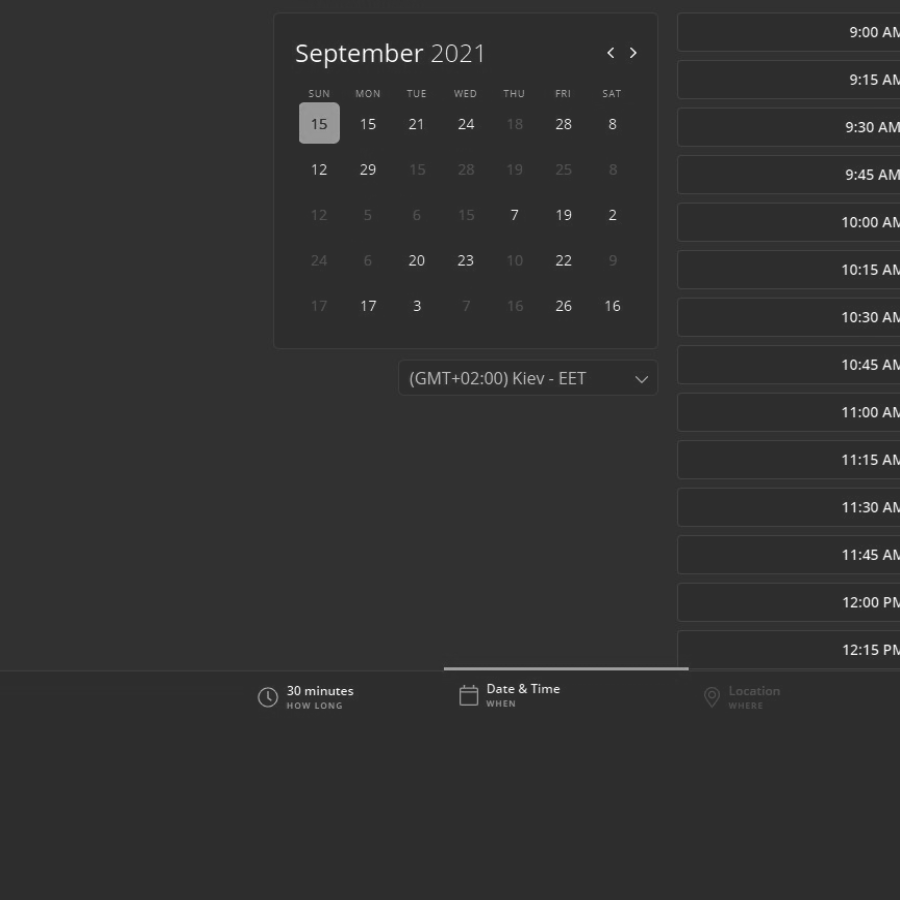 September 2021
SUN MON TUE WED THU FRI SAT
15 15 21 24 18 28 8
12 29 15 28 19 25 8
12 5 6 15 7 19 2
24 6 20 23 10 22 9
17 17 3 7 16 26 16
(GMT+02:00) Kiev - EET
9:00 AM
9:15 AM
9:30 AM
9:45 AM
10:00 AM
10:15 AM
10:30 AM
10:45 AM
11:00 AM
11:15 AM
11:30 AM
11:45 AM
12:00 PM
12:15 PM
30 minutes
HOW LONG
Date & Time
WHEN
Location
WHERE